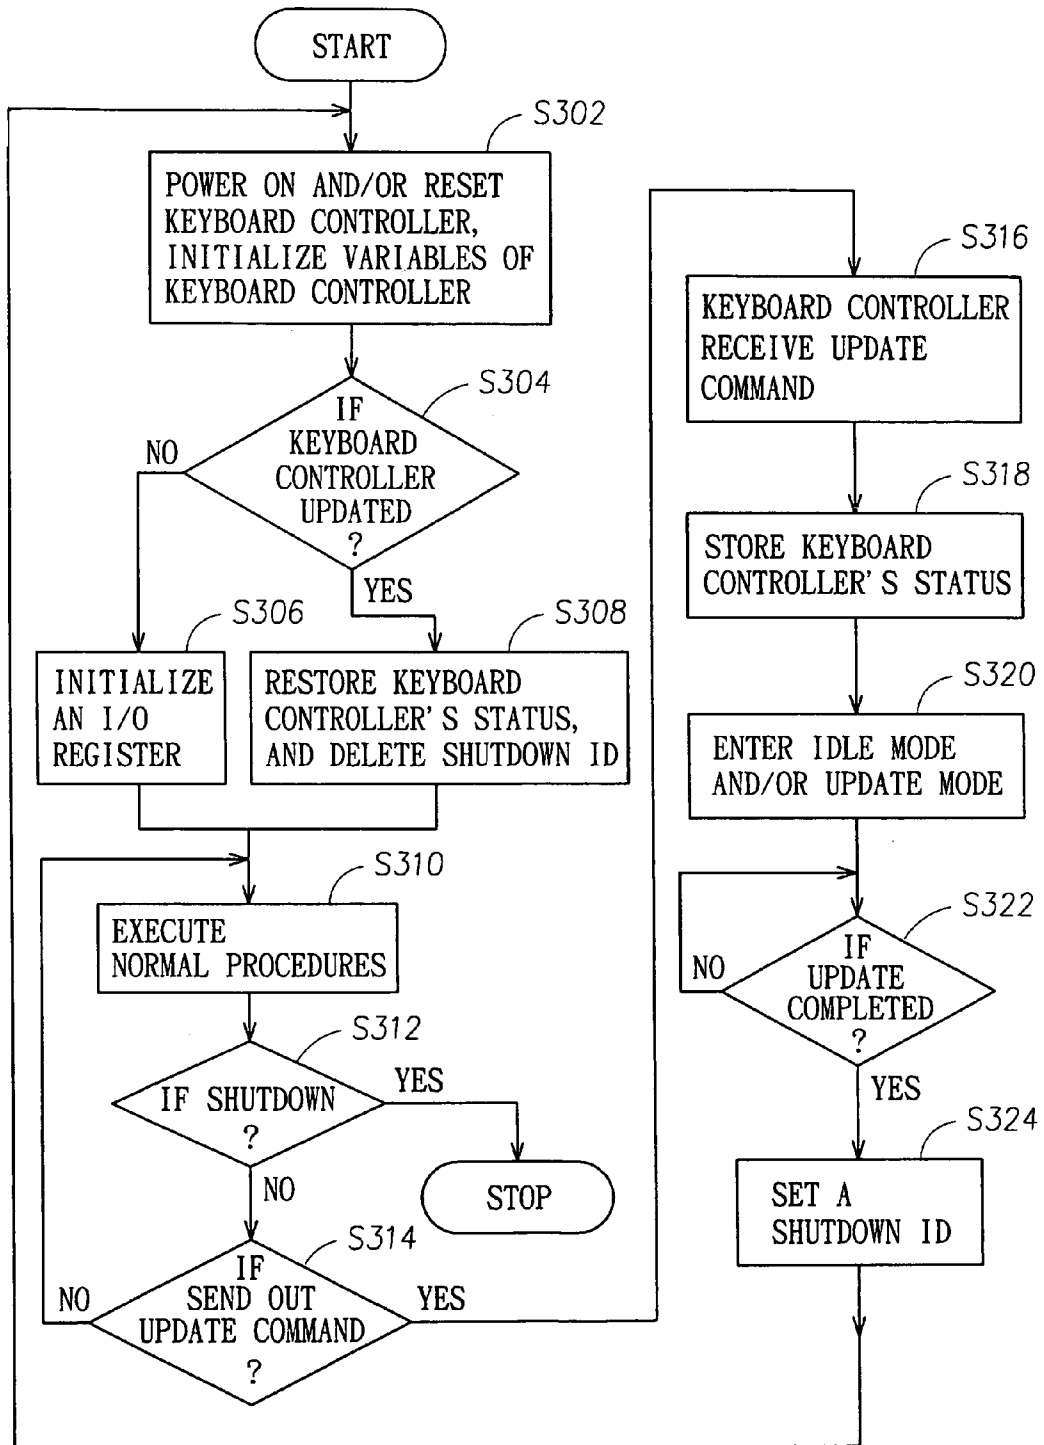 START
S302
POWER ON AND/OR RESET
KEYBOARD CONTROLLER,
INITIALIZE VARIABLES OF
KEYBOARD CONTROLLER
S304
IF
KEYBOARD
CONTROLLER
UPDATED
?
NO
YES
S306
INITIALIZE
AN I/O
REGISTER
S308
RESTORE KEYBOARD
CONTROLLER'S STATUS,
AND DELETE SHUTDOWN ID
S310
EXECUTE
NORMAL PROCEDURES
S312
IF SHUTDOWN
?
YES
STOP
NO
S314
IF
SEND OUT
UPDATE COMMAND
?
NO
YES
S316
KEYBOARD CONTROLLER
RECEIVE UPDATE
COMMAND
S318
STORE KEYBOARD
CONTROLLER'S STATUS
S320
ENTER IDLE MODE
AND/OR UPDATE MODE
S322
IF
UPDATE
COMPLETED
?
NO
YES
S324
SET A
SHUTDOWN ID